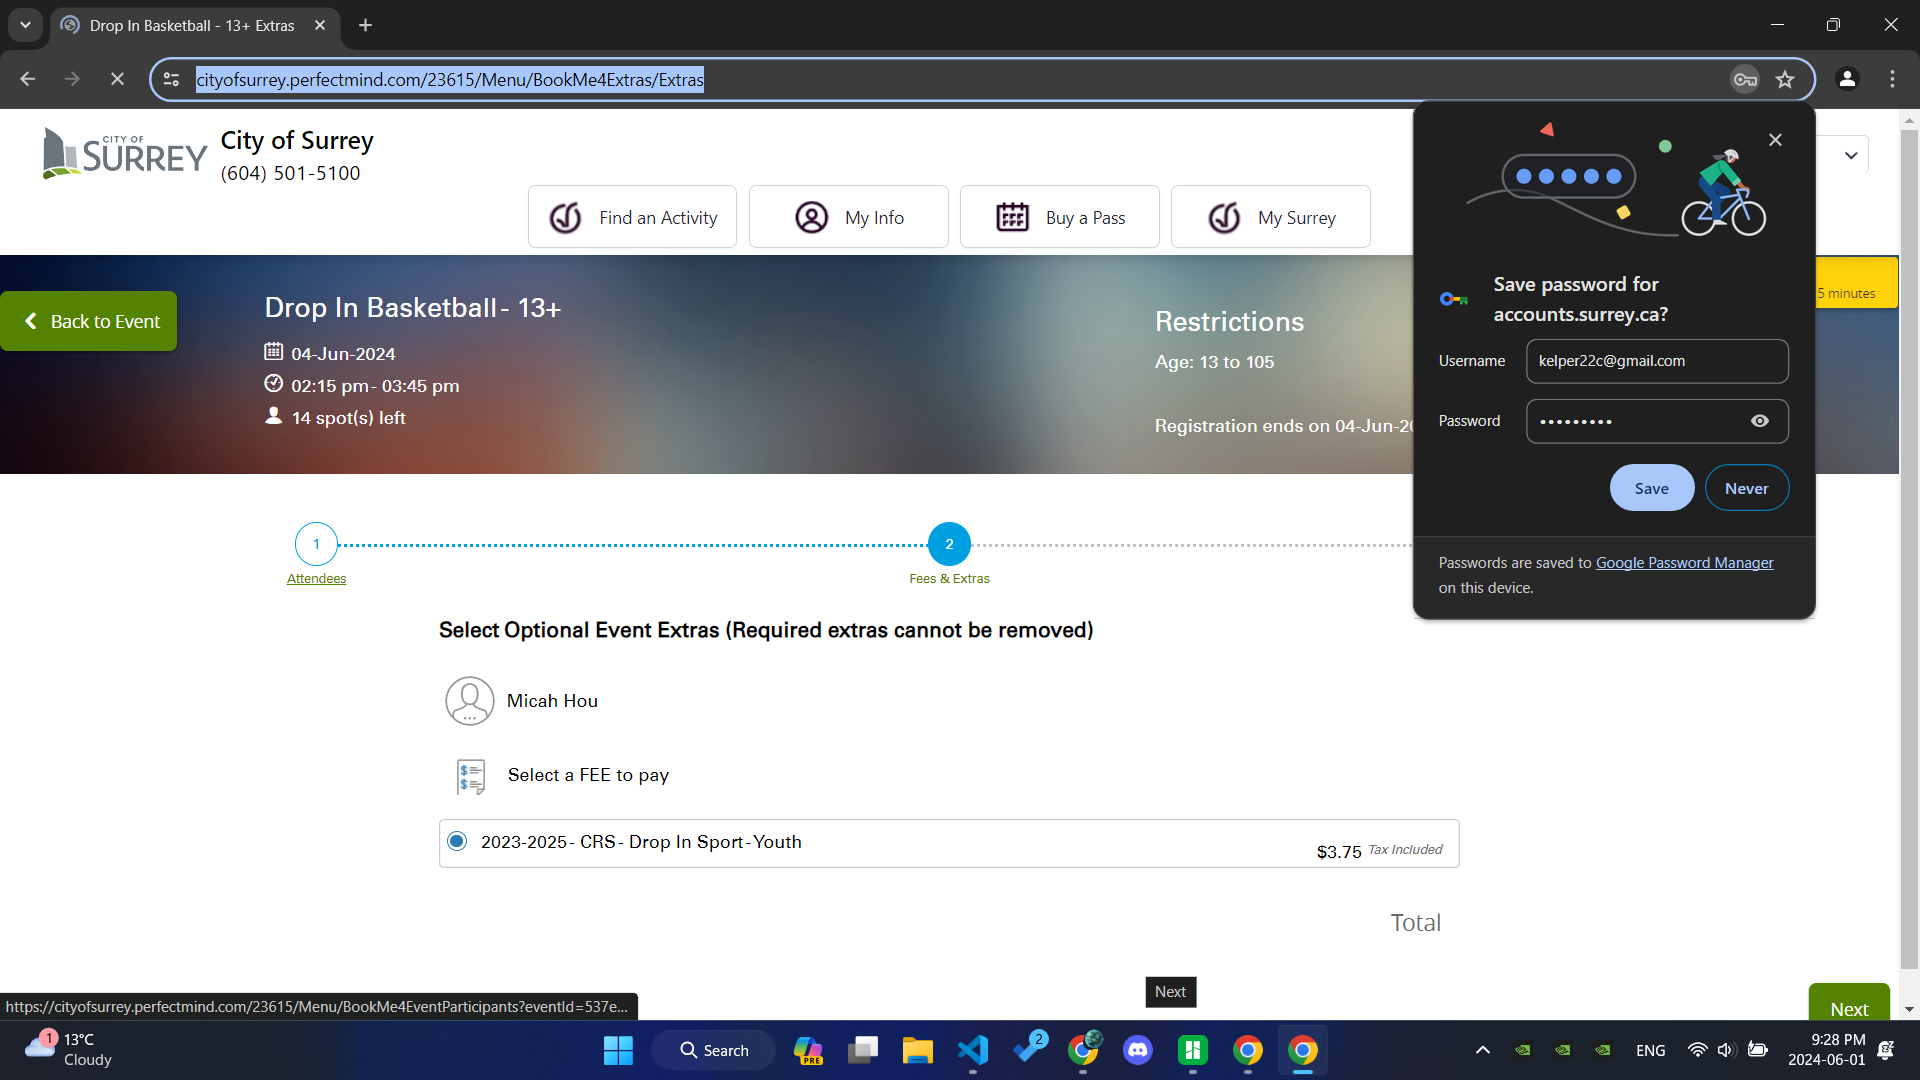 Drop In Basketball - 13+ Extras
cityofsurrey.perfectmind.com/23615/Menu/BookMe4Extras/Extras
CITY OF
SURREY
City of Surrey
(604) 501-5100
Find an Activity
My Info
Buy a Pass
My Surrey
Back to Event
Drop In Basketball - 13+
04-Jun-2024
02:15 pm - 03:45 pm
14 spot(s) left
Restrictions
Age: 13 to 105
Registration ends on 04-Jun-20
5 minutes
Save password for
accounts.surrey.ca?
Username
kelper22c@gmail.com
Password
•••••••••
Save
Never
Passwords are saved to Google Password Manager
on this device.
1
Attendees
2
Fees & Extras
Select Optional Event Extras (Required extras cannot be removed)
Micah Hou
Select a FEE to pay
2023-2025 - CRS - Drop In Sport - Youth
$3.75 Tax Included
Total
Next
Next
https://cityofsurrey.perfectmind.com/23615/Menu/BookMe4EventParticipants?eventId=537e...
1
13°C
Cloudy
Search
PRE
2
ENG
9:28 PM
2024-06-01